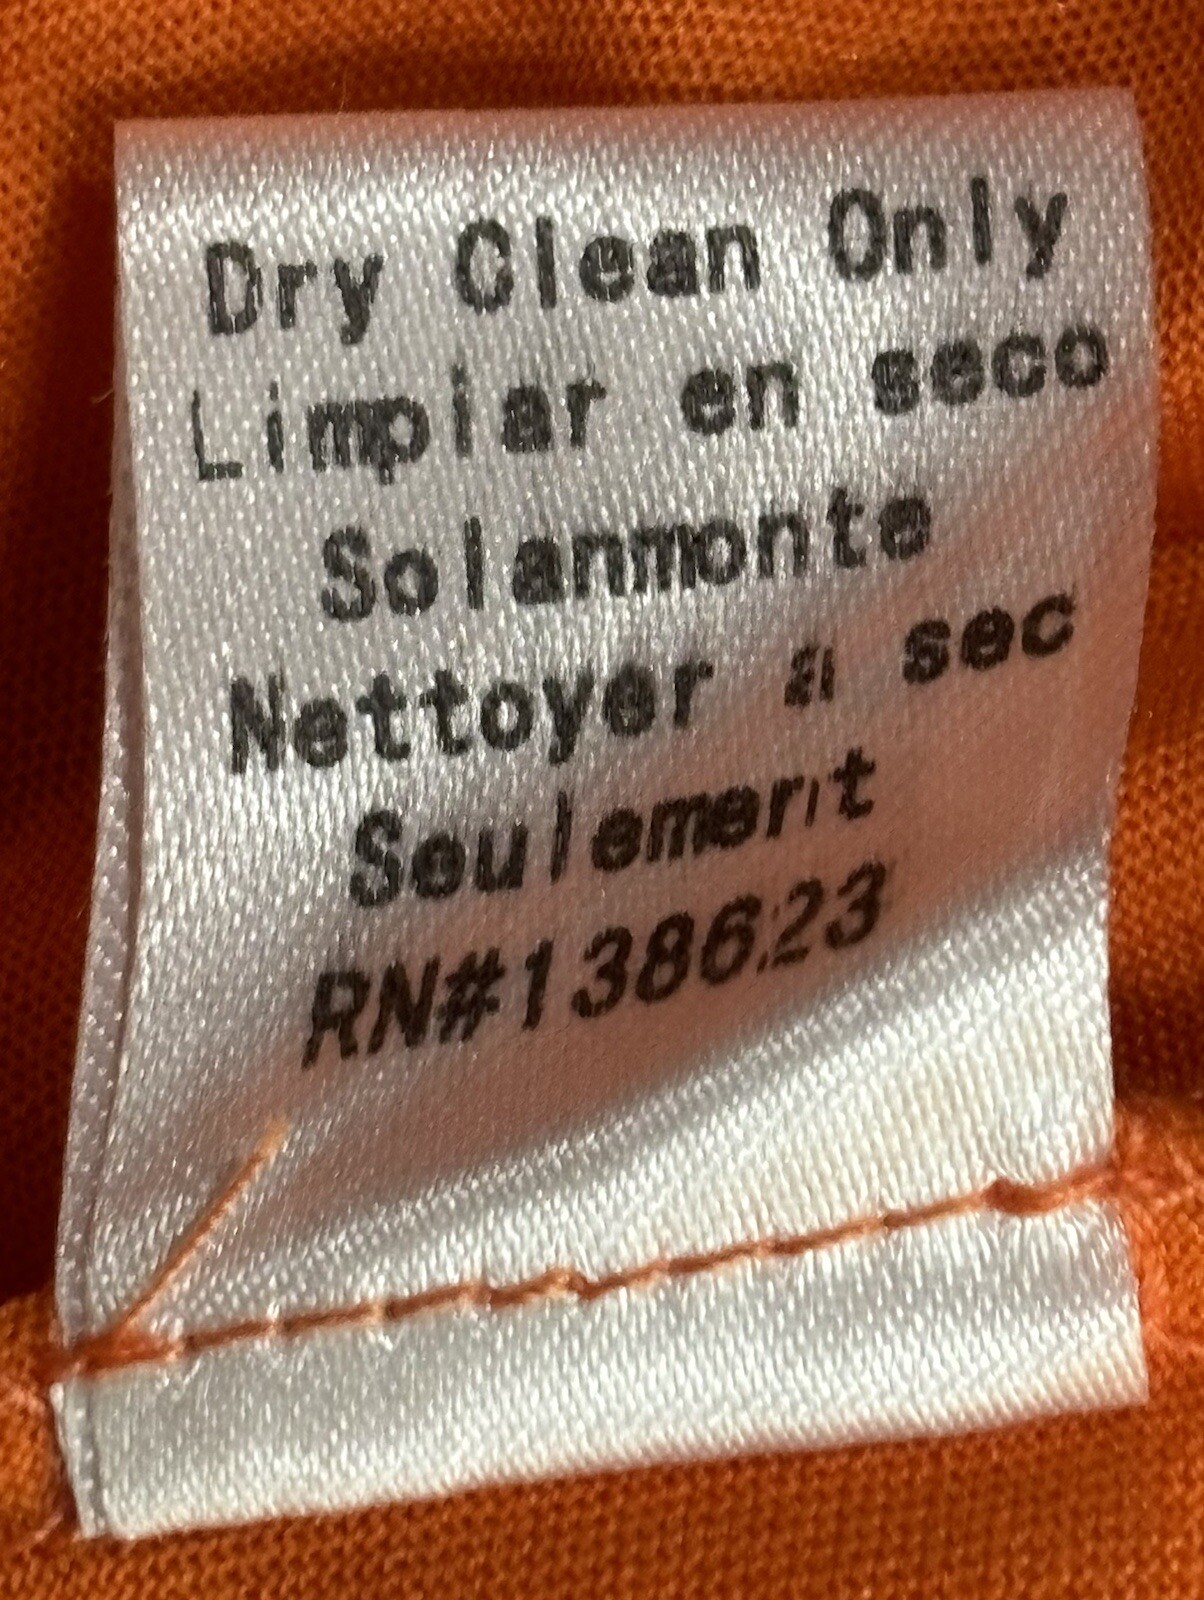 Dry Clean Only
Limpiar en seco
Solanmonte
Nettoyer a sec
Seulement
RN#138623